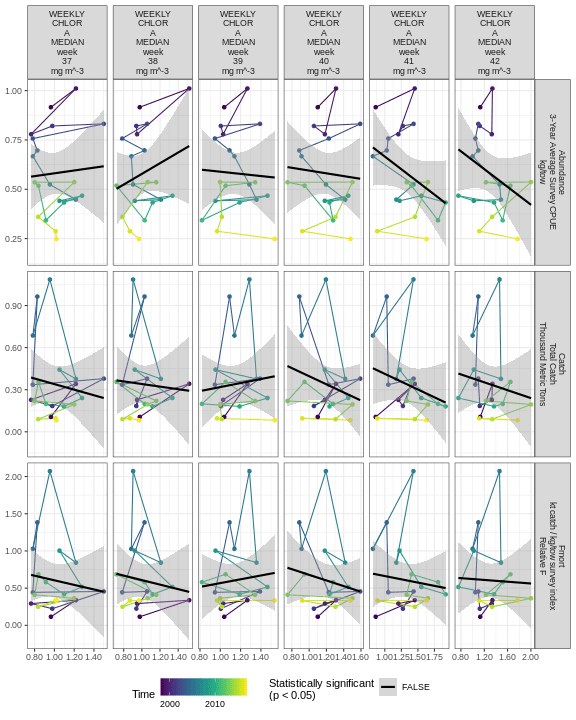 WEEKLY
CHLOR
A
MEDIAN
week
37
mg m^-3
WEEKLY
CHLOR
A
MEDIAN
week
38
mg m^-3
WEEKLY
CHLOR
A
MEDIAN
week
39
mg m^-3
WEEKLY
CHLOR
A
MEDIAN
week
40
mg m^-3
WEEKLY
CHLOR
A
MEDIAN
week
41
mg m^-3
WEEKLY
CHLOR
A
MEDIAN
week
42
mg m^-3
1.00
0.75
0.50
0.25
Abundance
3-Year Average Survey CPUE
kg/tow
0.90
0.60
0.30
0.00
Catch
Total Catch
Thousand Metric Tons
2.00
1.50
1.00
0.50
0.00
Fmort
kt catch / kg/tow survey index
Relative F
0.80 1.00 1.20 1.40
0.80 1.00 1.20 1.40
0.80 1.00 1.20 1.40
0.80 1.00 1.20 1.40 1.60
1.00 1.25 1.50 1.75
0.80 1.20 1.60 2.00
Time
2000 2010
Statistically significant
(p < 0.05)
FALSE